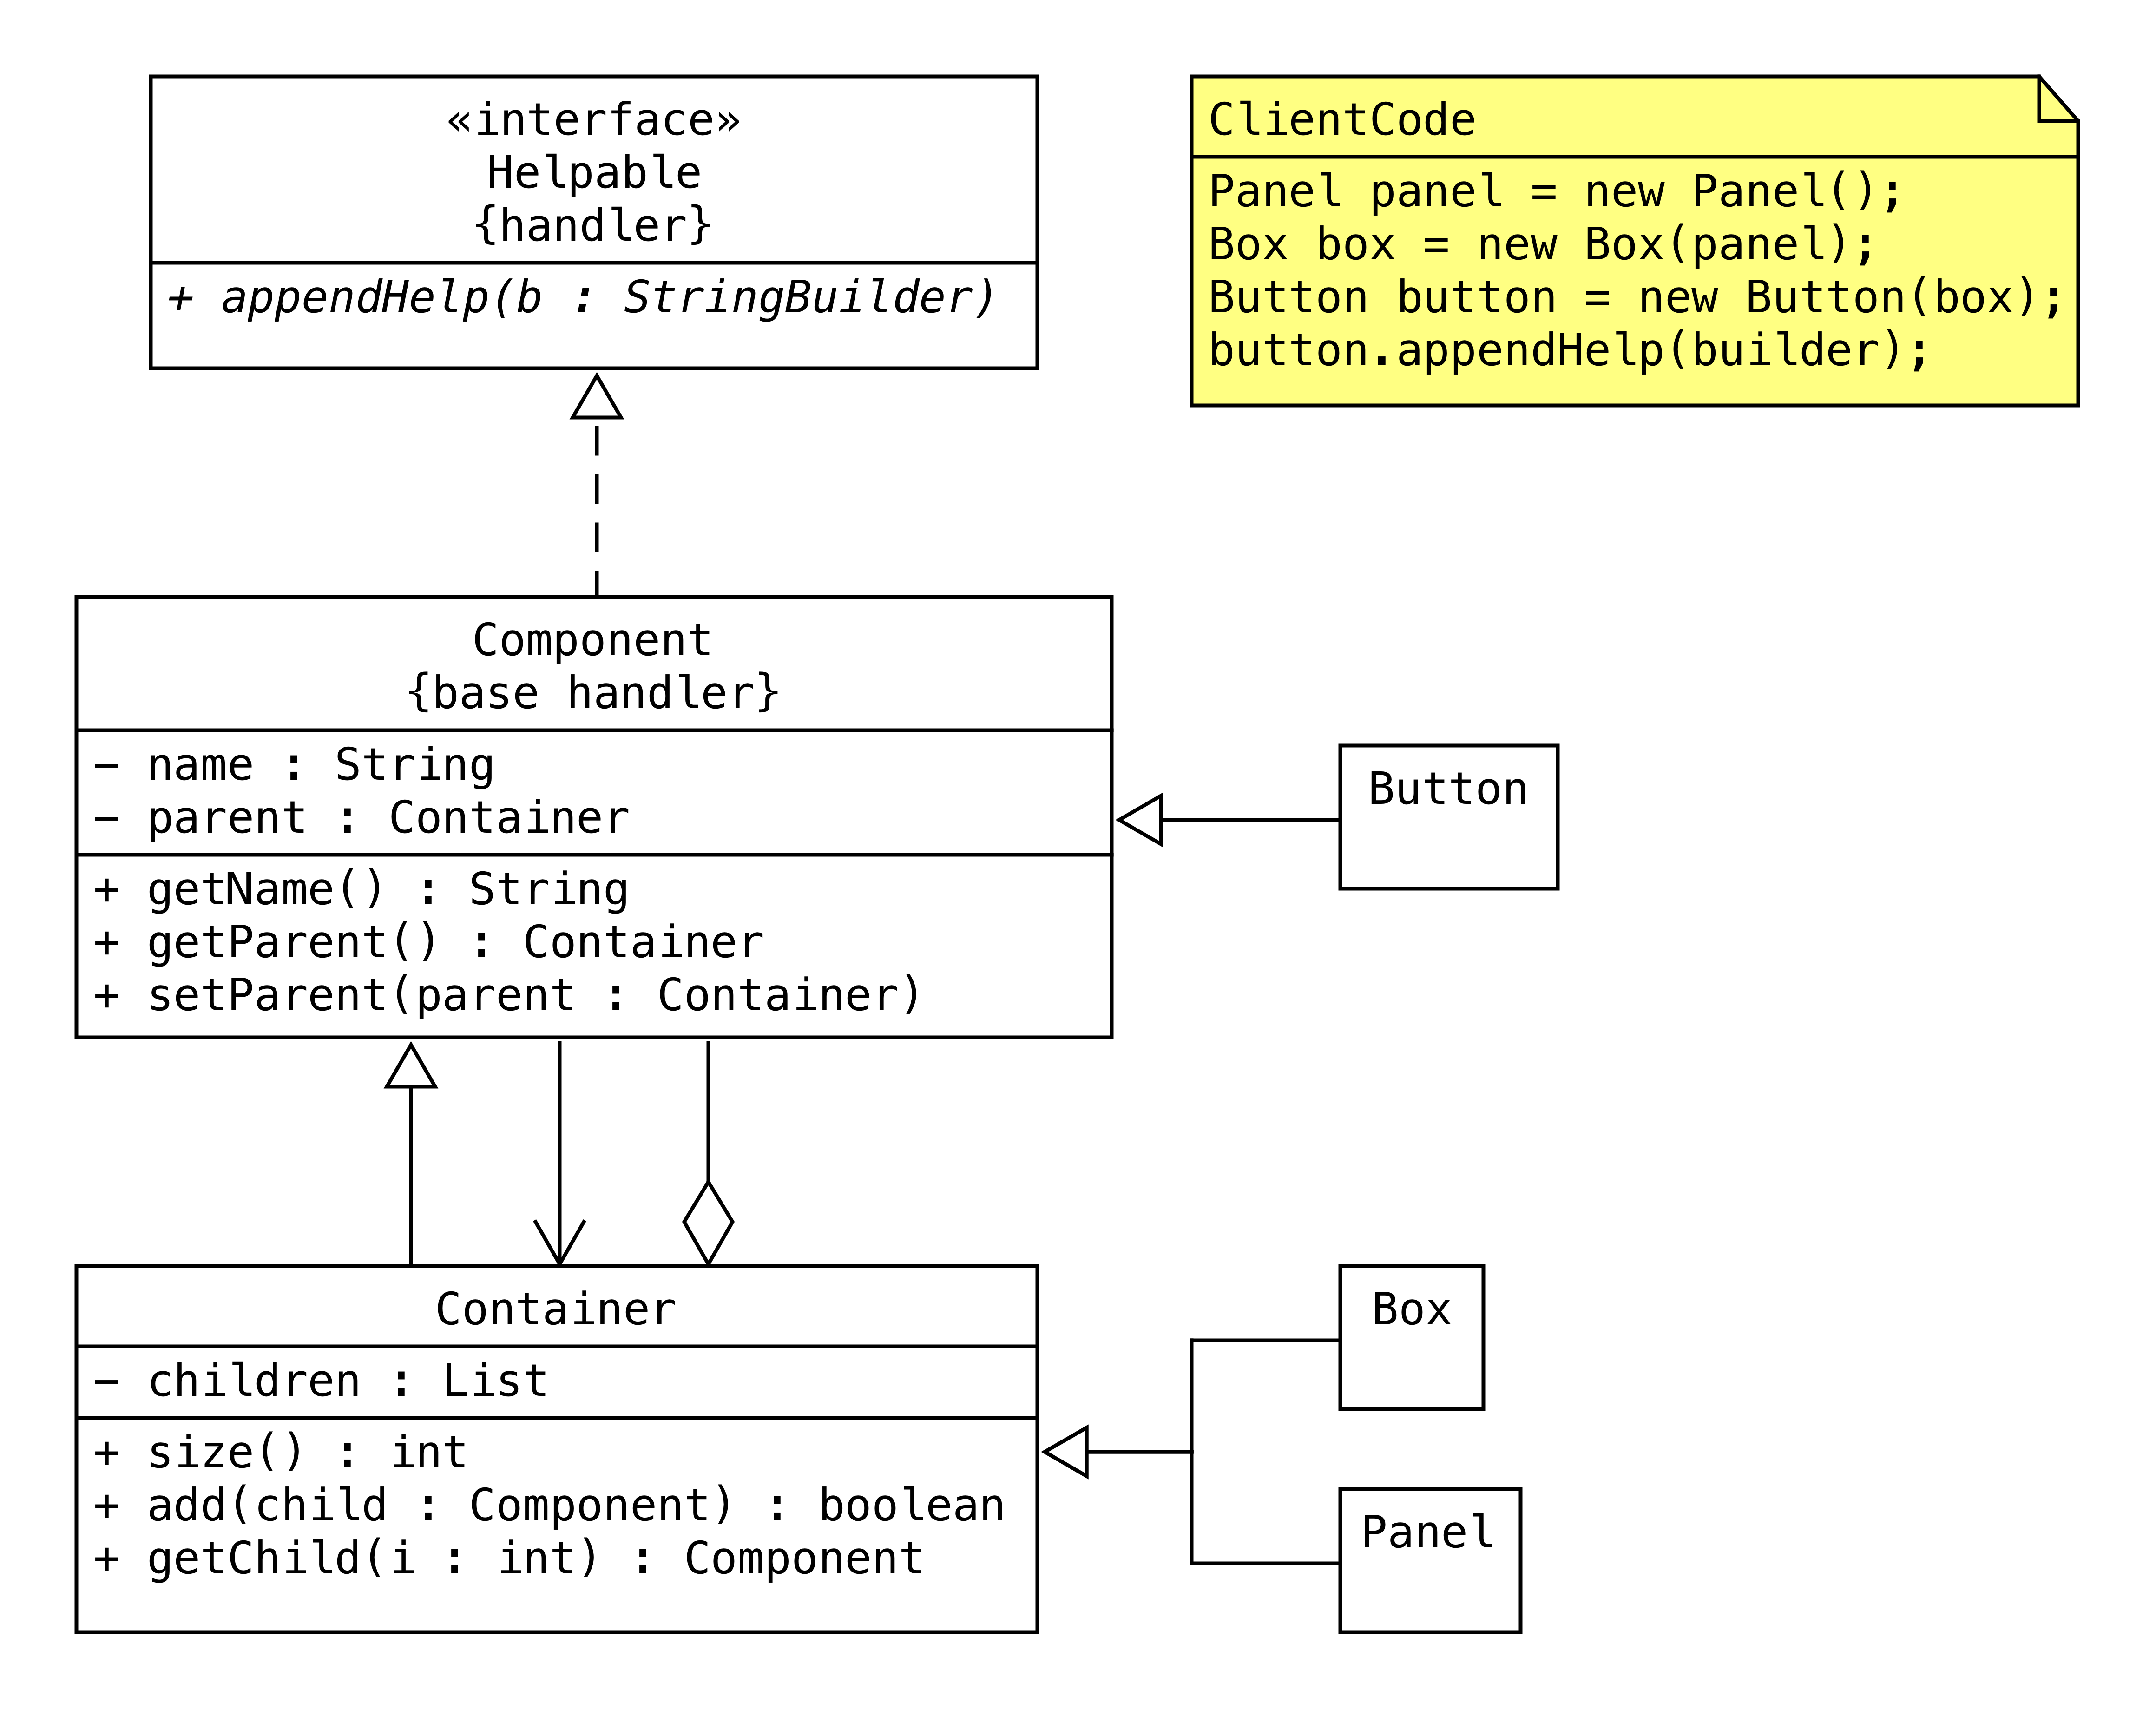 «interface»
Helpable
{handler}
+ appendHelp(b : StringBuilder)
ClientCode
Panel panel = new Panel();
Box box = new Box(panel);
Button button = new Button(box);
button.appendHelp(builder);
Component
{base handler}
− name : String
− parent : Container
+ getName() : String
+ getParent() : Container
+ setParent(parent : Container)
Button
Container
− children : List
+ size() : int
+ add(child : Component) : boolean
+ getChild(i : int) : Component
Box
Panel